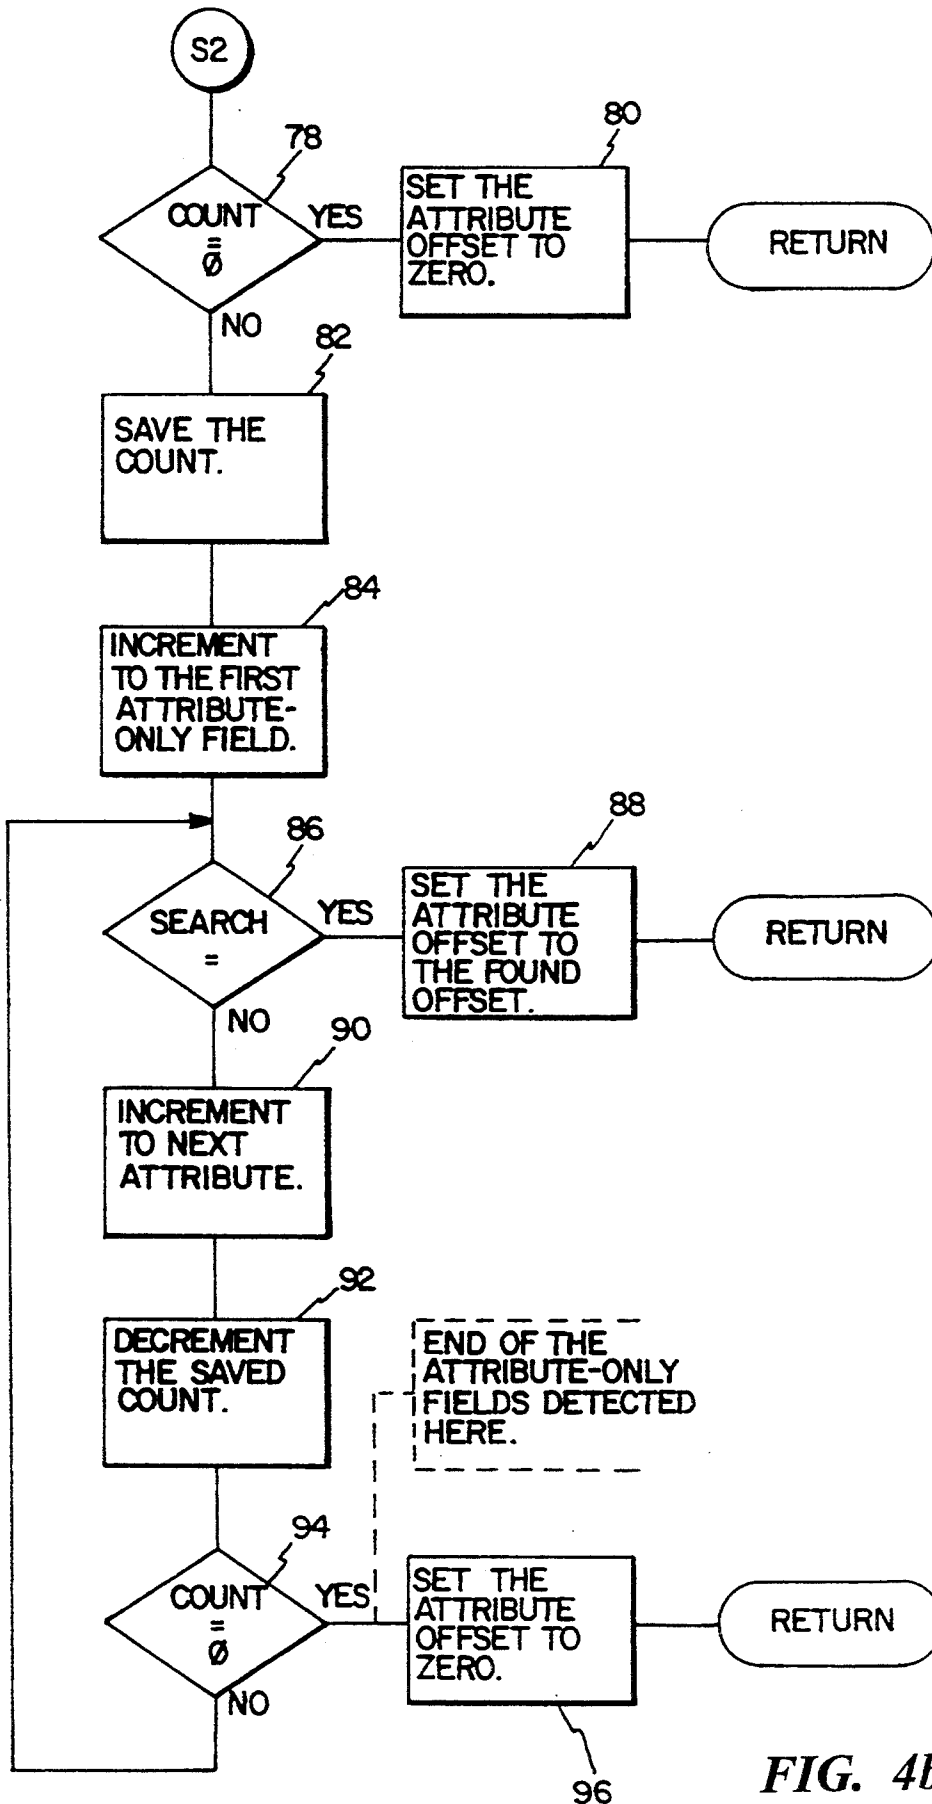 S2
78
COUNT
=
Ø
YES
NO
80
SET THE
ATTRIBUTE
OFFSET TO
ZERO.
RETURN
82
SAVE THE
COUNT.
84
INCREMENT
TO THE FIRST
ATTRIBUTE-
ONLY FIELD.
86
SEARCH
=
YES
NO
88
SET THE
ATTRIBUTE
OFFSET TO
THE FOUND
OFFSET.
RETURN
90
INCREMENT
TO NEXT
ATTRIBUTE.
92
DECREMENT
THE SAVED
COUNT.
END OF THE
ATTRIBUTE-ONLY
FIELDS DETECTED
HERE.
94
COUNT
=
Ø
YES
NO
SET THE
ATTRIBUTE
OFFSET TO
ZERO.
96
RETURN
FIG. 4b